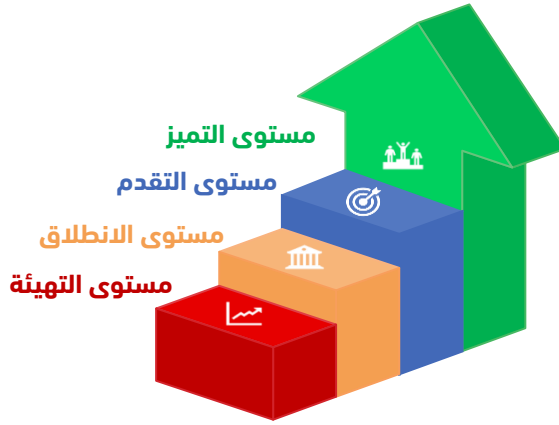 مستوى التميز
مستوى التقدم
مستوى الانطلاق
مستوى التهيئة